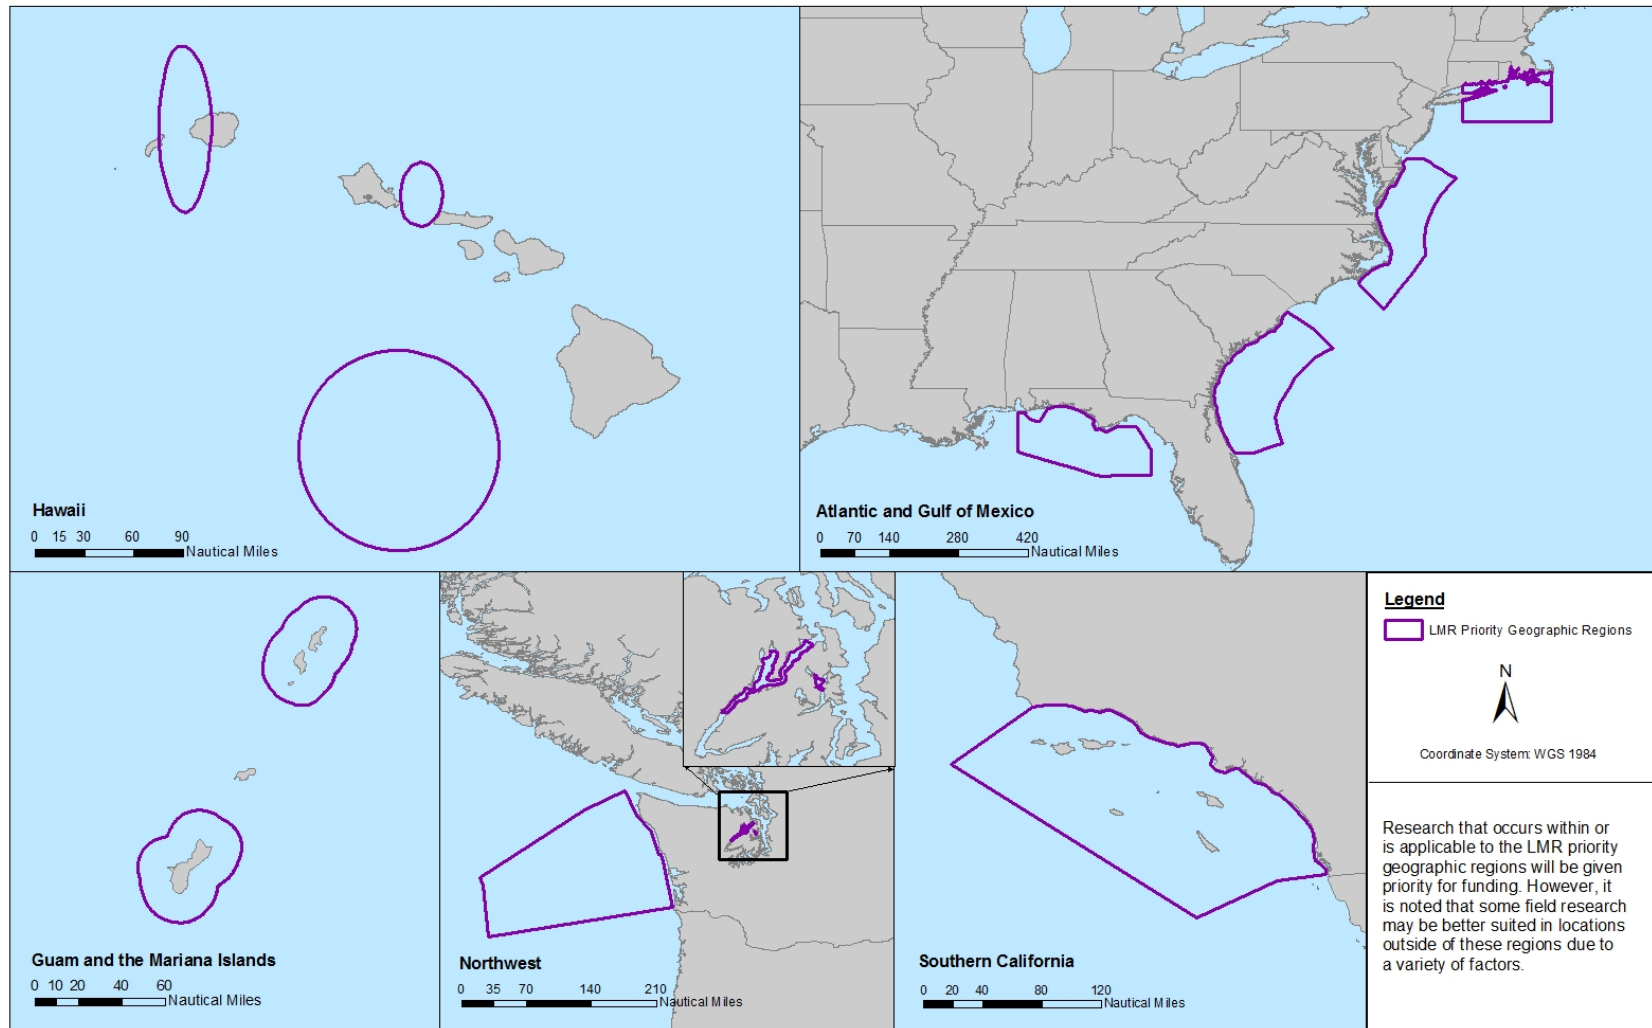 Hawaii
0 15 30 60 90
Nautical Miles
Atlantic and Gulf of Mexico
0 70 140 280 420
Nautical Miles
Guam and the Mariana Islands
0 10 20 40 60
Nautical Miles
Northwest
0 35 70 140 210
Nautical Miles
Southern California
0 20 40 80 120
Nautical Miles
Legend
LMR Priority Geographic Regions
N
Coordinate System: WGS 1984
Research that occurs within or
is applicable to the LMR priority
geographic regions will be given
priority for funding. However, it
is noted that some field research
may be better suited in locations
outside of these regions due to
a variety of factors.